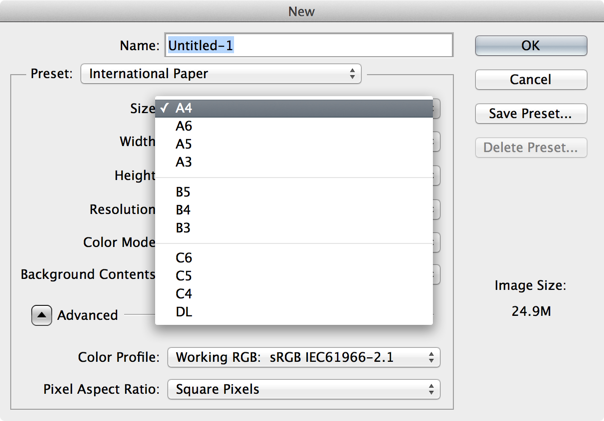 New
Name: Untitled-1
OK
Preset: International Paper
Cancel
Size ✓ A4
Save Preset...
A6
Width
A5
Delete Preset...
A3
Height
B5
Resolution
B4
B3
Color Mode
C6
Background Contents
C5
Image Size:
C4
24.9M
DL
Advanced
Color Profile: Working RGB: sRGB IEC61966-2.1
Pixel Aspect Ratio: Square Pixels